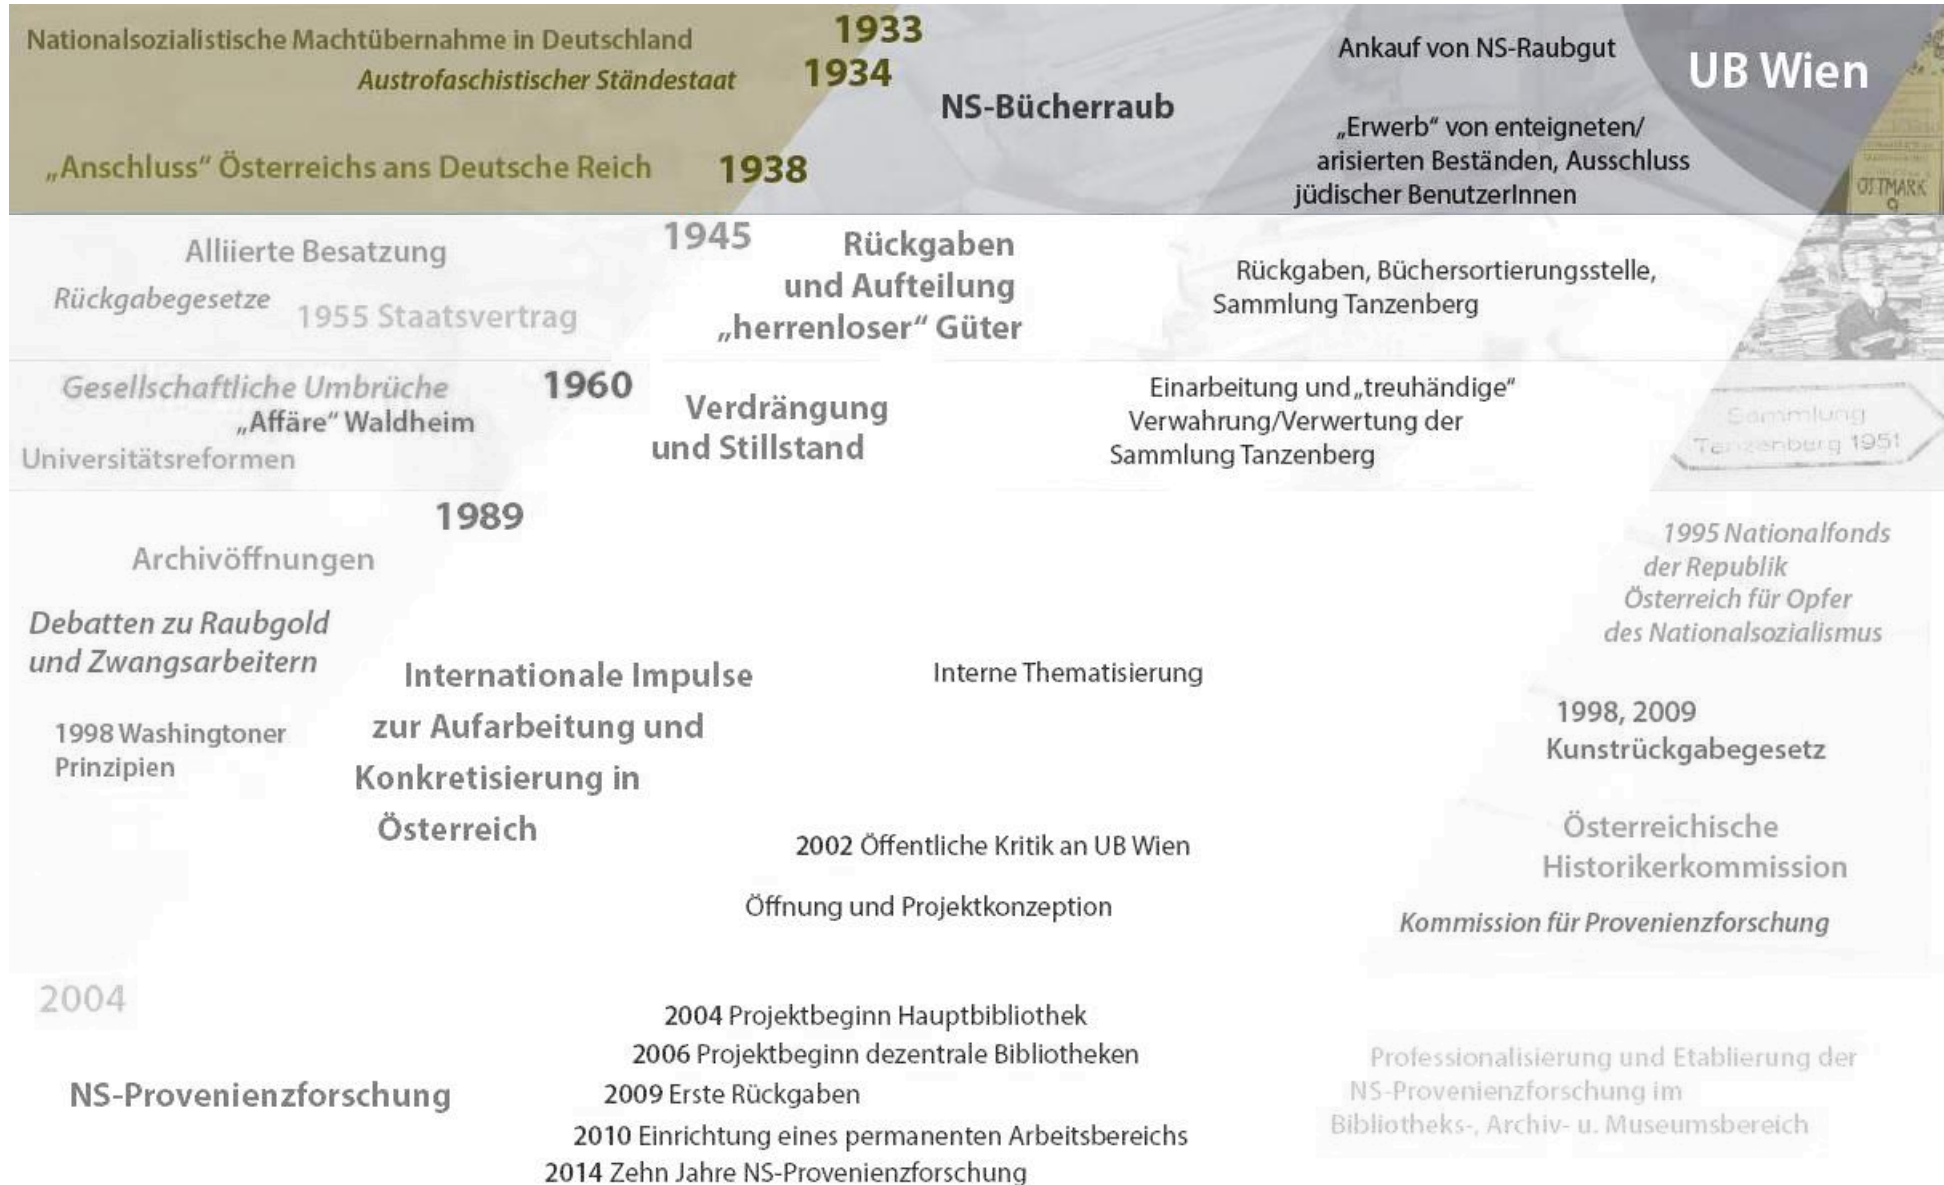 Nationalsozialistische Machtübernahme in Deutschland
1933
Austrofaschistischer Ständestaat
1934
„Anschluss“ Österreichs ans Deutsche Reich
1938
NS-Bücherraub
Ankauf von NS-Raubgut
„Erwerb“ von enteigneten/
arisierten Beständen, Ausschluss
jüdischer BenutzerInnen
UB Wien
OSTMARK
9
1945
Alliierte Besatzung
Rückgabegesetze
1955 Staatsvertrag
Rückgaben
und Aufteilung
„herrenloser“ Güter
Rückgaben, Büchersortierungsstelle,
Sammlung Tanzenberg
Gesellschaftliche Umbrüche
1960
„Affäre“ Waldheim
Universitätsreformen
Verdrängung
und Stillstand
Einarbeitung und „treuhändige“
Verwahrung/Verwertung der
Sammlung Tanzenberg
Sammlung
Tanzenberg 1951
1989
Archivöffnungen
Debatten zu Raubgold
und Zwangsarbeitern
1998 Washingtoner
Prinzipien
Internationale Impulse
zur Aufarbeitung und
Konkretisierung in
Österreich
Interne Thematisierung
2002 Öffentliche Kritik an UB Wien
Öffnung und Projektkonzeption
1995 Nationalfonds
der Republik
Österreich für Opfer
des Nationalsozialismus
1998, 2009
Kunstrückgabegesetz
Österreichische
Historikerkommission
Kommission für Provenienzforschung
2004
NS-Provenienzforschung
2004 Projektbeginn Hauptbibliothek
2006 Projektbeginn dezentrale Bibliotheken
2009 Erste Rückgaben
2010 Einrichtung eines permanenten Arbeitsbereichs
2014 Zehn Jahre NS-Provenienzforschung
Professionalisierung und Etablierung der
NS-Provenienzforschung im
Bibliotheks-, Archiv- u. Museumsbereich